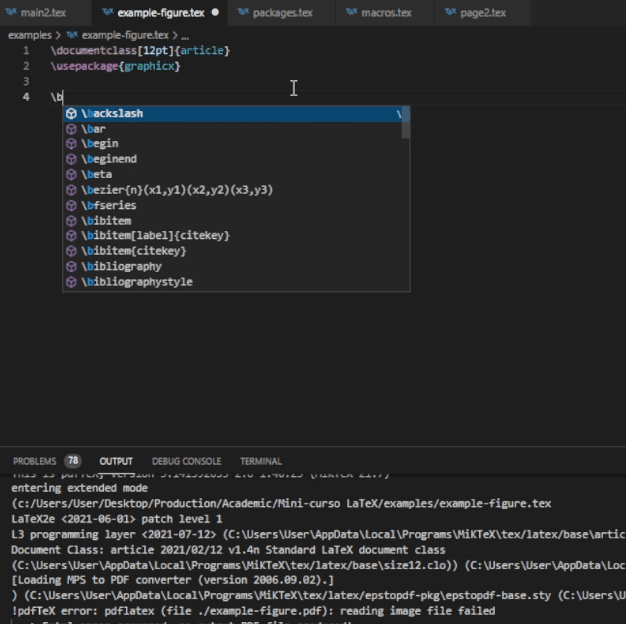 main2.tex example-figure.tex packages.tex macros.tex page2.tex
examples > example-figure.tex > ...
1 \documentclass[12pt]{article}
2 \usepackage{graphicx}
3
4 \b
\backslash \
\bar
\begin
\beginend
\beta
\bezier{n}(x1,y1)(x2,y2)(x3,y3)
\bfseries
\bibitem
\bibitem[label]{citekey}
\bibitem{citekey}
\bibliography
\bibliographystyle
PROBLEMS 78 OUTPUT DEBUG CONSOLE TERMINAL
entering extended mode
(c:/Users/User/Desktop/Production/Academic/Mini-curso LaTeX/examples/example-figure.tex
LaTeX2e <2021-06-01> patch level 1
L3 programming layer <2021-07-12> (C:\Users\User\AppData\Local\Programs\MiKTeX\tex/latex/base\artic
Document Class: article 2021/02/12 v1.4n Standard LaTeX document class
(C:\Users\User\AppData\Local\Programs\MiKTeX\tex/latex/base\size12.clo)) (C:\Users\User\AppData\Loc
[Loading MPS to PDF converter (version 2006.09.02).]
) (C:\Users\User\AppData\Local\Programs\MiKTeX\tex/latex/epstopdf-pkg\epstopdf-base.sty (C:\Users\U
!pdfTeX error: pdflatex (file ./example-figure.pdf): reading image file failed